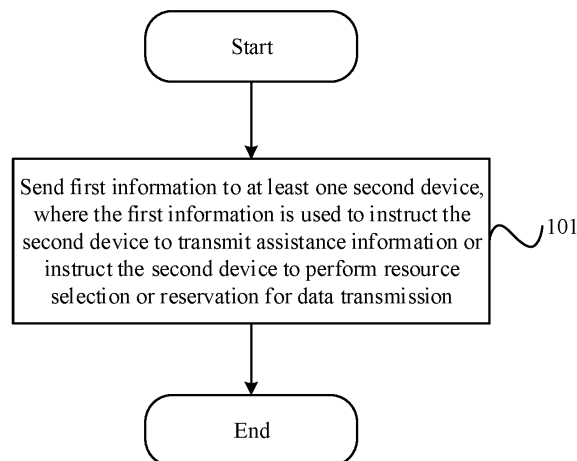 Start
Send first information to at least one second device,
where the first information is used to instruct the
second device to transmit assistance information or
instruct the second device to perform resource
selection or reservation for data transmission
101
End